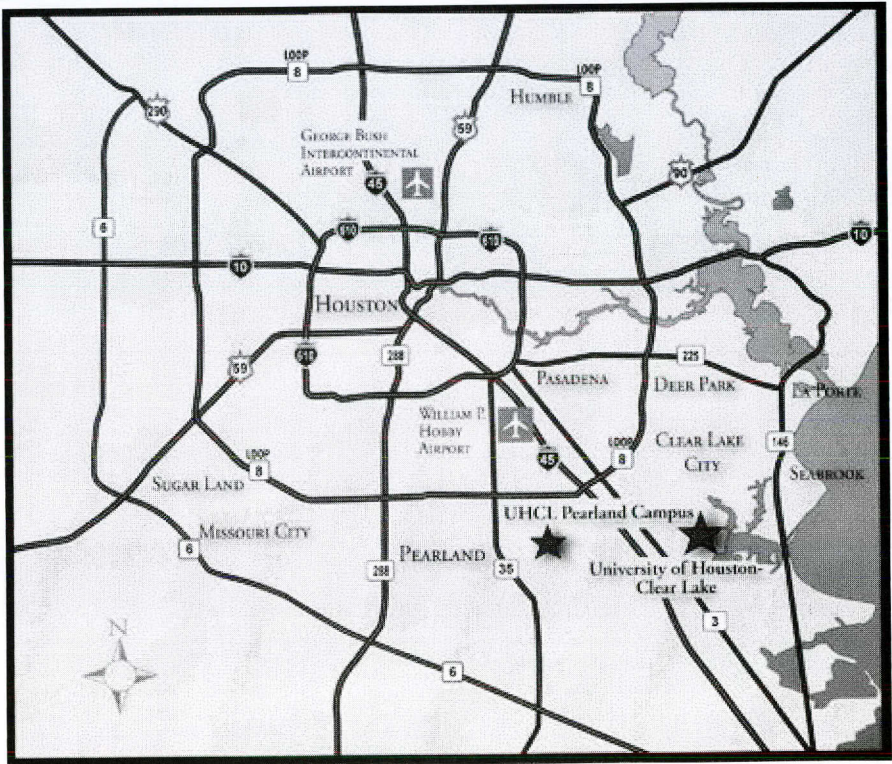 LOOP
8
LOOP
8
HUMBLE
290
59
GEORGE BUSH
INTERCONTINENTAL
AIRPORT
45
90
6
610
610
10
10
HOUSTON
59
610
288
225
PASADENA
DEER PARK
LA PORTE
WILLIAM P.
HOBBY
AIRPORT
45
LOOP
8
CLEAR LAKE
CITY
146
LOOP
8
SUGAR LAND
SEABROOK
UHCL Pearland Campus
MISSOURI CITY
6
PEARLAND
288
35
University of Houston-
Clear Lake
3
N
6